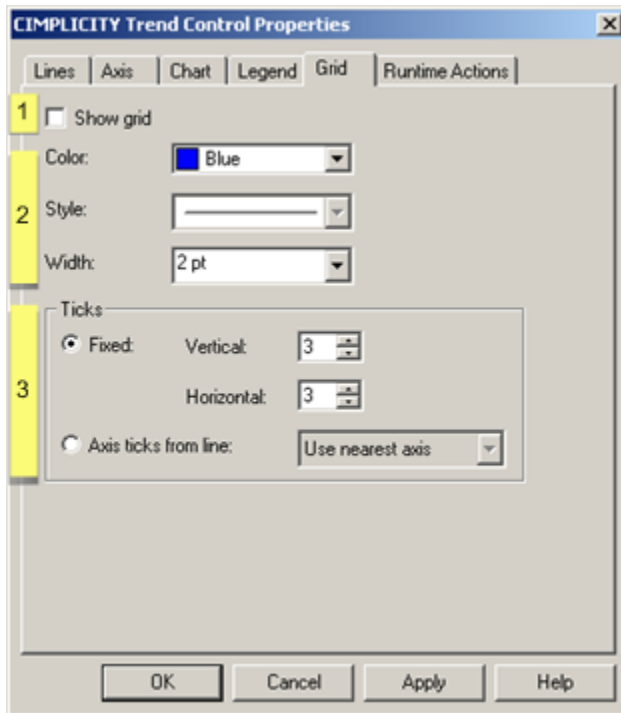 CIMPLICITY Trend Control Properties
Lines Axis Chart Legend Grid Runtime Actions
1 Show grid
Color: Blue
2 Style:
Width: 2 pt
Ticks
3 Fixed: Vertical: 3
Horizontal: 3
Axis ticks from line: Use nearest axis
OK Cancel Apply Help